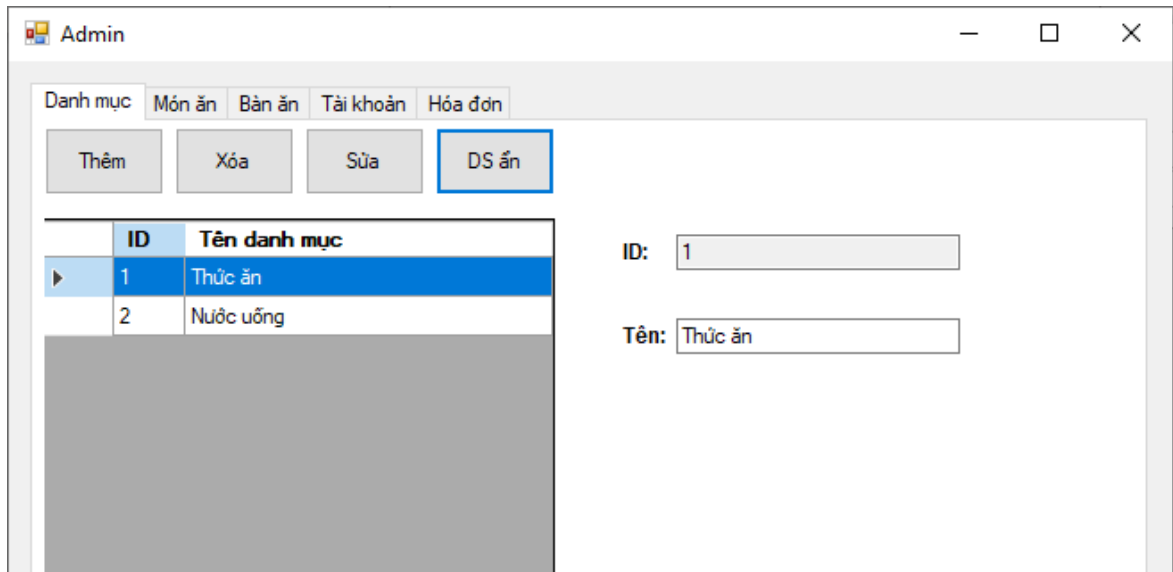 Admin
Danh mục Món ăn Bàn ăn Tài khoản Hóa đơn
Thêm Xóa Sửa DS ẩn
ID Tên danh mục
1 Thức ăn
2 Nước uống
ID: 1
Tên: Thức ăn